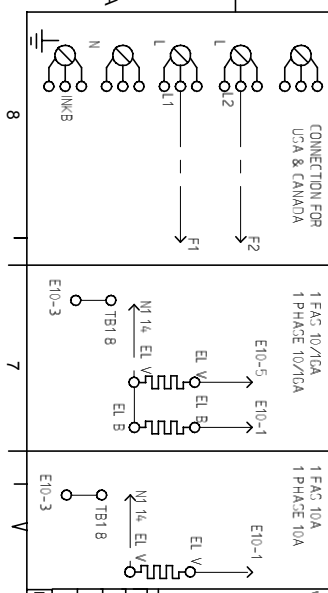 CONNECTION FOR
USA & CANADA
L
L2
F2
L
L1
F1
N
INKB
8
1 FAS 10/16A
1 PHASE 10/16A
E10-5
E10-1
EL V
EL B
N1 14
EL V
EL B
TB1 8
E10-3
7
1 FAS 10A
1 PHASE 10A
E10-1
EL V
N1 14
EL V
TB1 8
E10-3